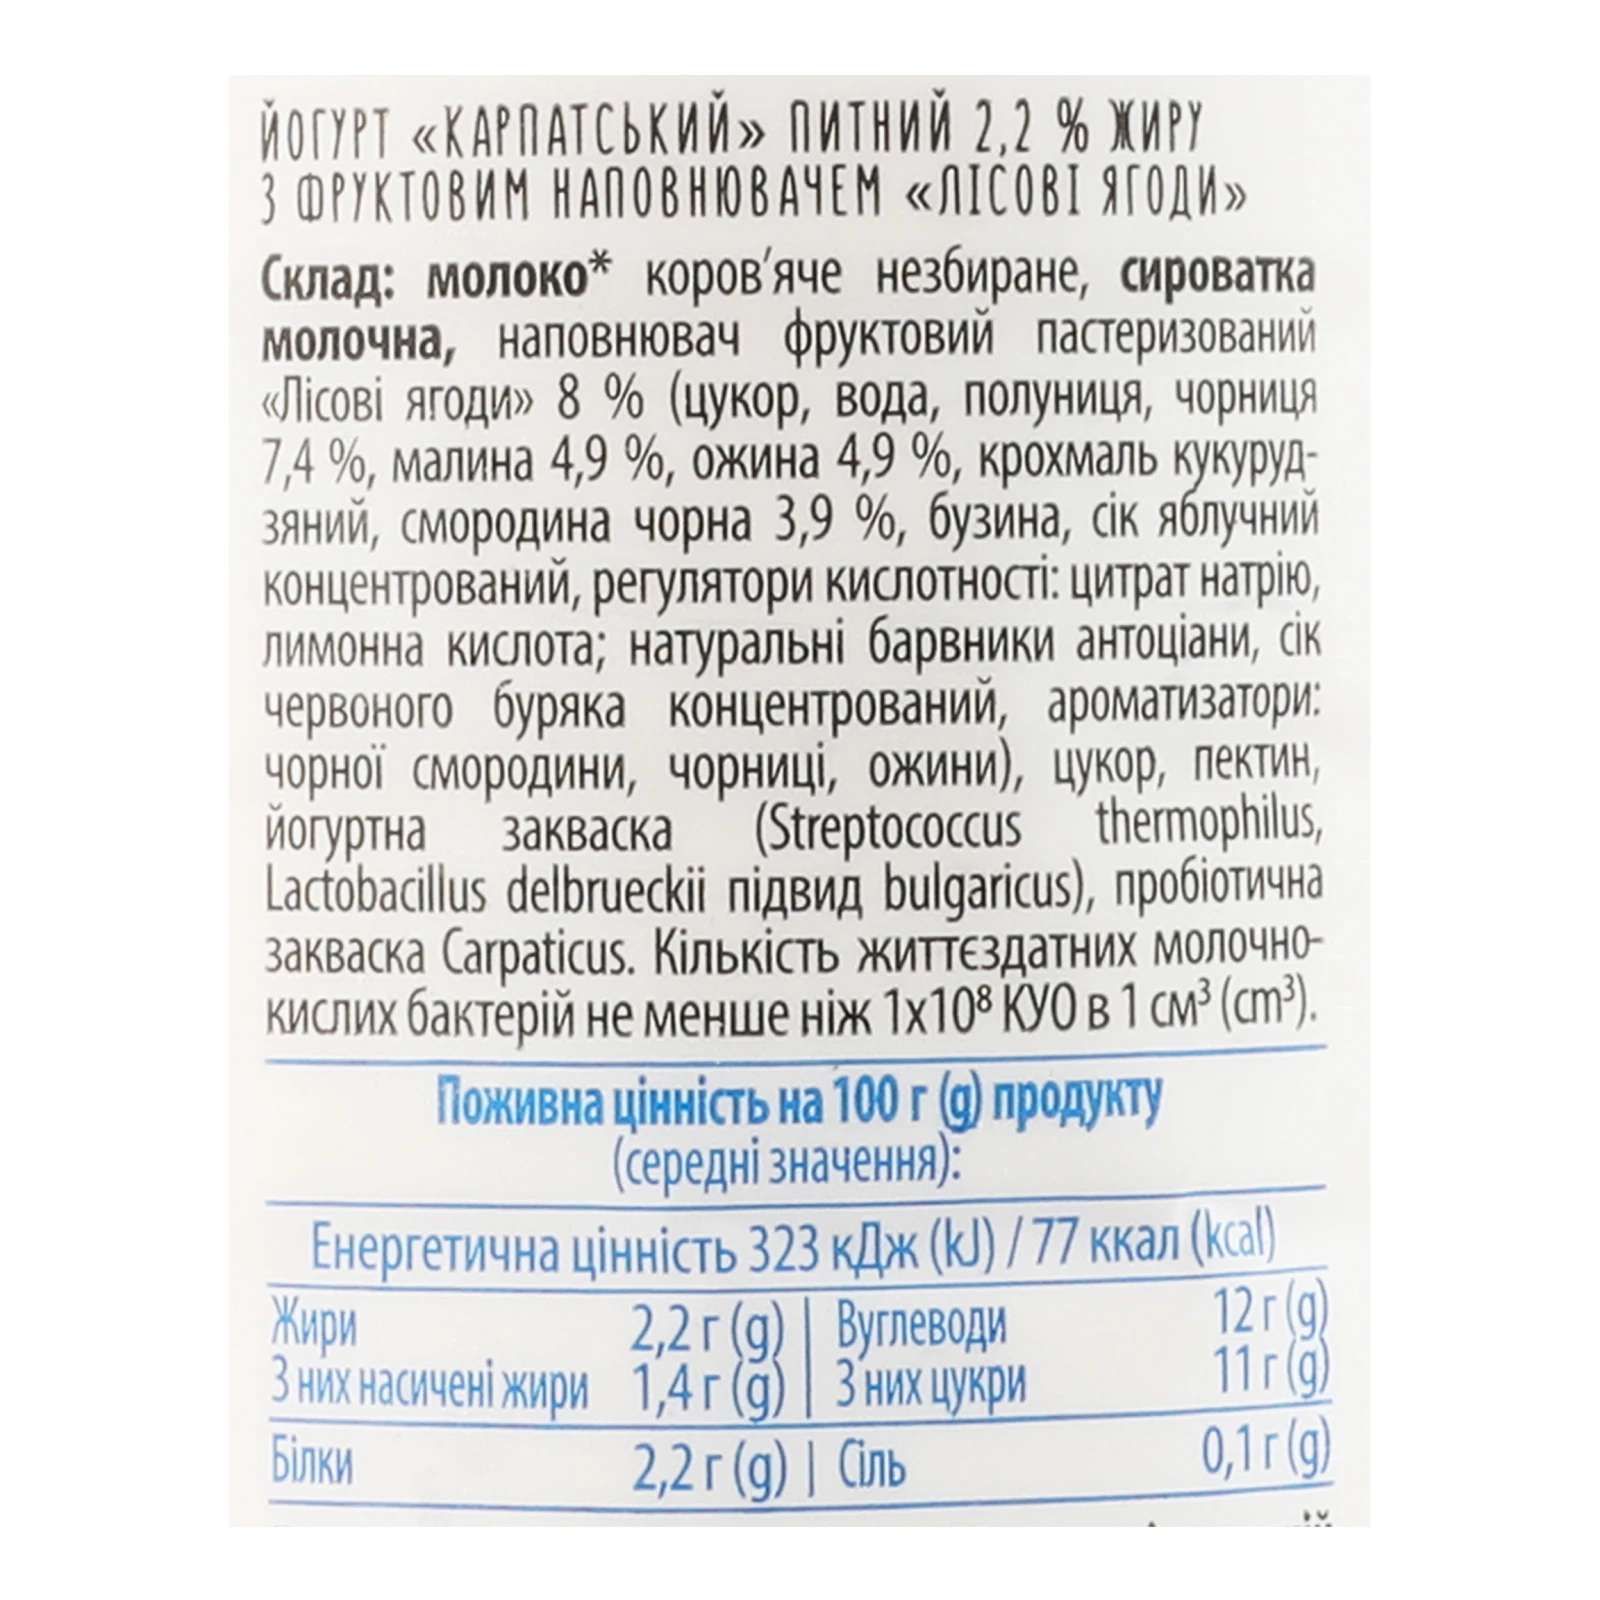 ЙОГУРТ «КАРПАТСЬКИЙ» ПИТНИЙ 2,2 % ЖИРУ
З ФРУКТОВИМ НАПОВНЮВАЧЕМ «ЛІСОВІ ЯГОДИ»
Склад: молоко* коров’яче незбиране, сироватка
молочна, наповнювач фруктовий пастеризований
«Лісові ягоди» 8 % (цукор, вода, полуниця, чорниця
7,4 %, малина 4,9 %, ожина 4,9 %, крохмаль кукуруд-
зяний, смородина чорна 3,9 %, бузина, сік яблучний
концентрований, регулятори кислотності: цитрат натрію,
лимонна кислота; натуральні барвники антоціани, сік
червоного буряка концентрований, ароматизатори:
чорної смородини, чорниці, ожини), цукор, пектин,
йогуртна закваска (Streptococcus thermophilus,
Lactobacillus delbrueckii підвид bulgaricus), пробіотична
закваска Carpaticus. Кількість життєздатних молочно-
кислих бактерій не менше ніж 1х10⁸ КУО в 1 см³ (cm³).
Поживна цінність на 100 г (g) продукту
(середні значення):
Енергетична цінність 323 кДж (kJ) / 77 ккал (kcal)
Жири 2,2 г (g) | Вуглеводи 12 г (g)
З них насичені жири 1,4 г (g) | З них цукри 11 г (g)
Білки 2,2 г (g) | Сіль 0,1 г (g)